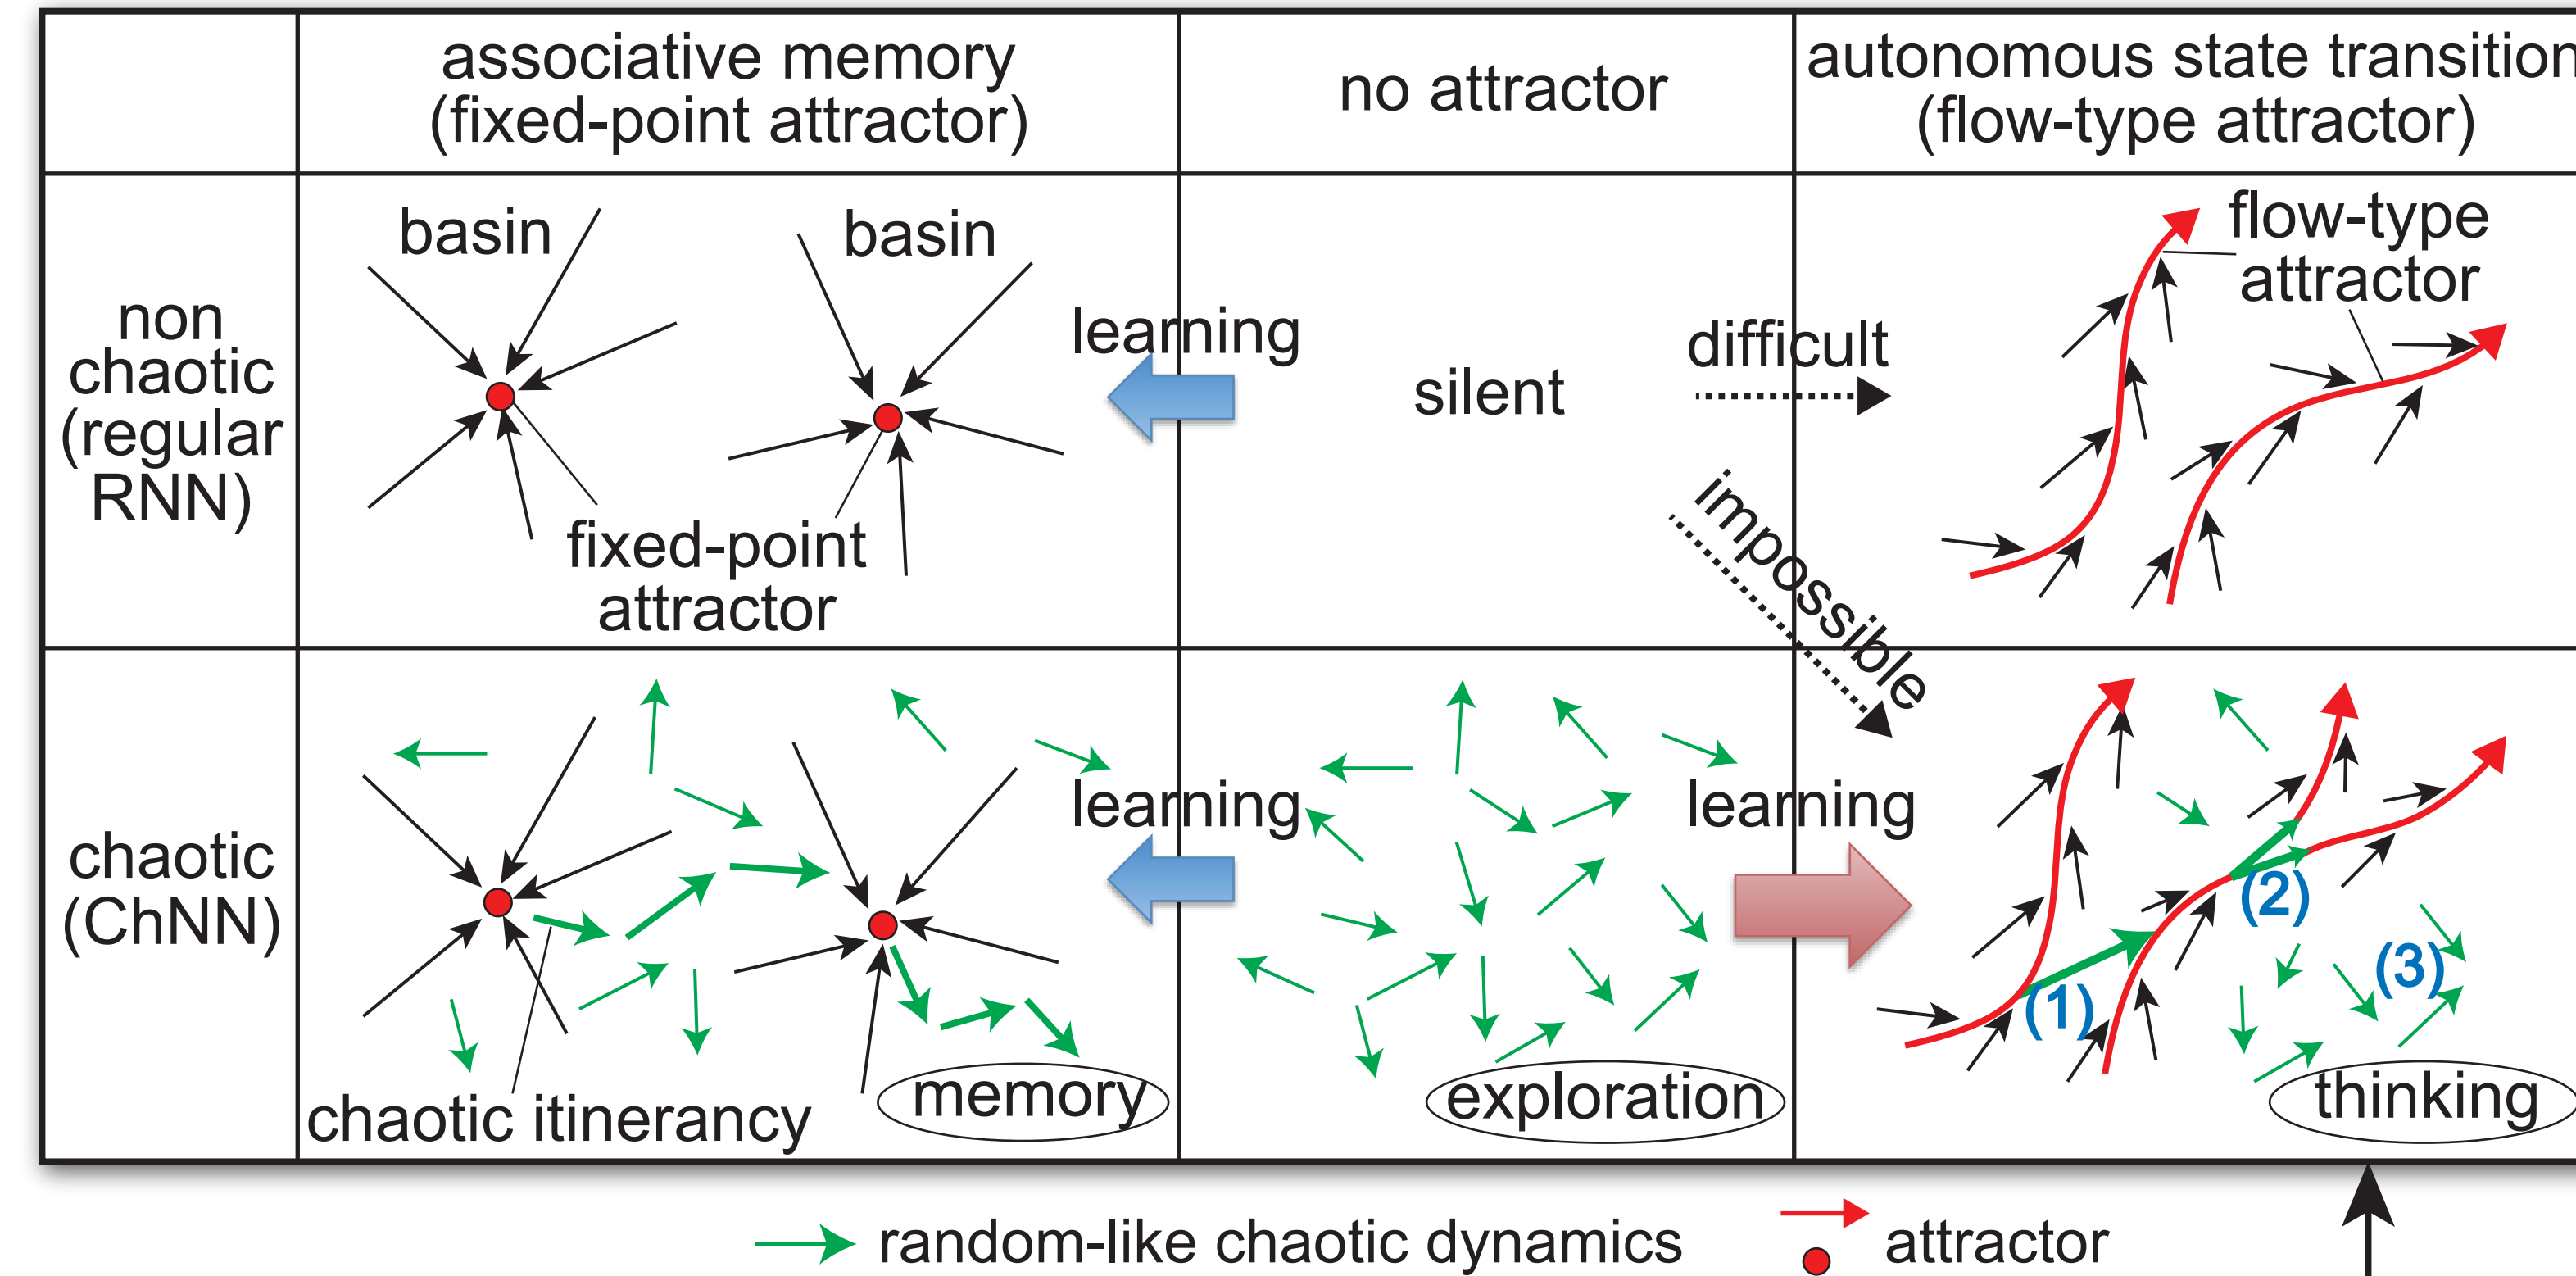 associative memory
(fixed-point attractor)
no attractor
autonomous state transition
(flow-type attractor)
non
chaotic
(regular
RNN)
basin
basin
fixed-point
attractor
learning
silent
difficult
impossible
flow-type
attractor
chaotic
(ChNN)
chaotic itinerancy
memory
learning
exploration
learning
(1)
(2)
(3)
thinking
random-like chaotic dynamics
attractor